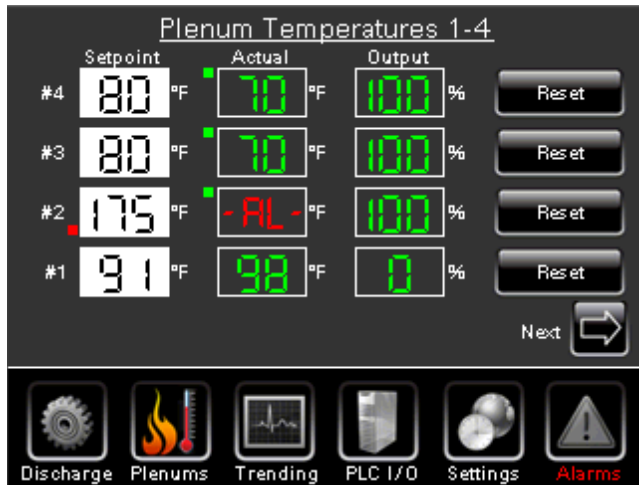 Plenum Temperatures 1-4
Setpoint Actual Output
#4 80 °F 70 °F 100 % Reset
#3 80 °F 70 °F 100 % Reset
#2 175 °F -AL- °F 100 % Reset
#1 91 °F 98 °F 0 % Reset
Next
Discharge Plenums Trending PLC I/O Settings Alarms